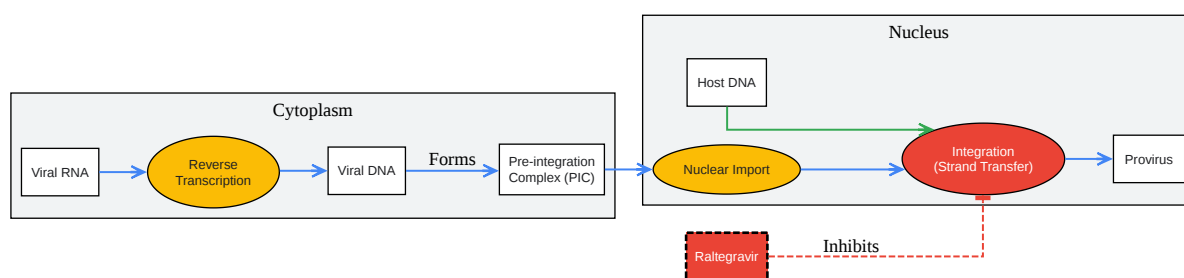 Nucleus
Host DNA
Cytoplasm
Viral RNA
Reverse
Transcription
Viral DNA
Forms
Pre-integration
Complex (PIC)
Nuclear Import
Integration
(Strand Transfer)
Provirus
Raltegravir
Inhibits